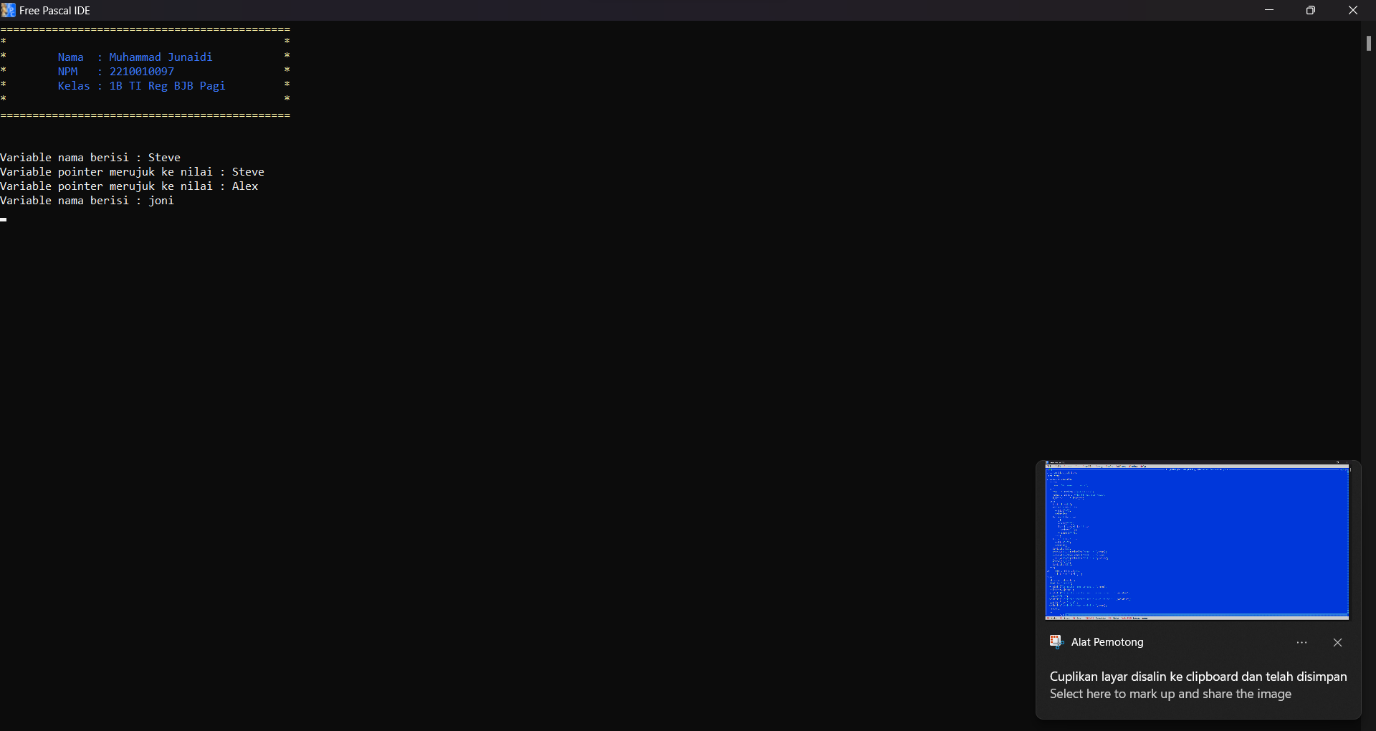 Free Pascal IDE
=============================================
* *
* Nama : Muhammad Junaidi *
* NPM : 2210010097 *
* Kelas : 1B TI Reg BJB Pagi *
* *
=============================================
Variable nama berisi : Steve
Variable pointer merujuk ke nilai : Steve
Variable pointer merujuk ke nilai : Alex
Variable nama berisi : joni
Alat Pemotong
Cuplikan layar disalin ke clipboard dan telah disimpan
Select here to mark up and share the image